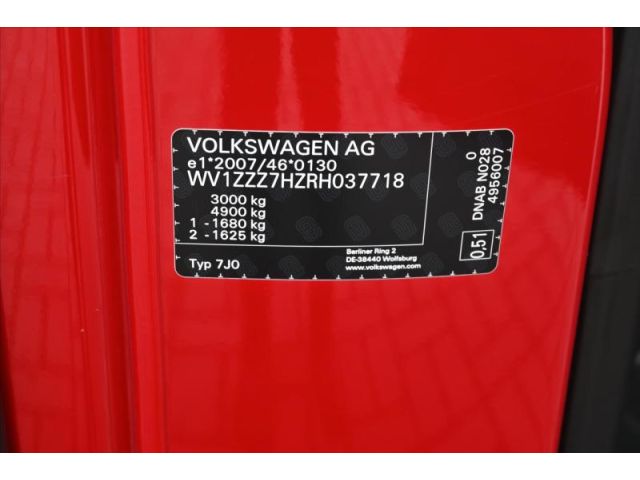 VOLKSWAGEN AG
e1*2007/46*0130
WV1ZZZ7HZRH037718
3000 kg
4900 kg
1 - 1680 kg
2 - 1625 kg
Typ 7J0
Berliner Ring 2
DE-38440 Wolfsburg
www.volkswagen.com
0,51
DNAB N028 0
4956007